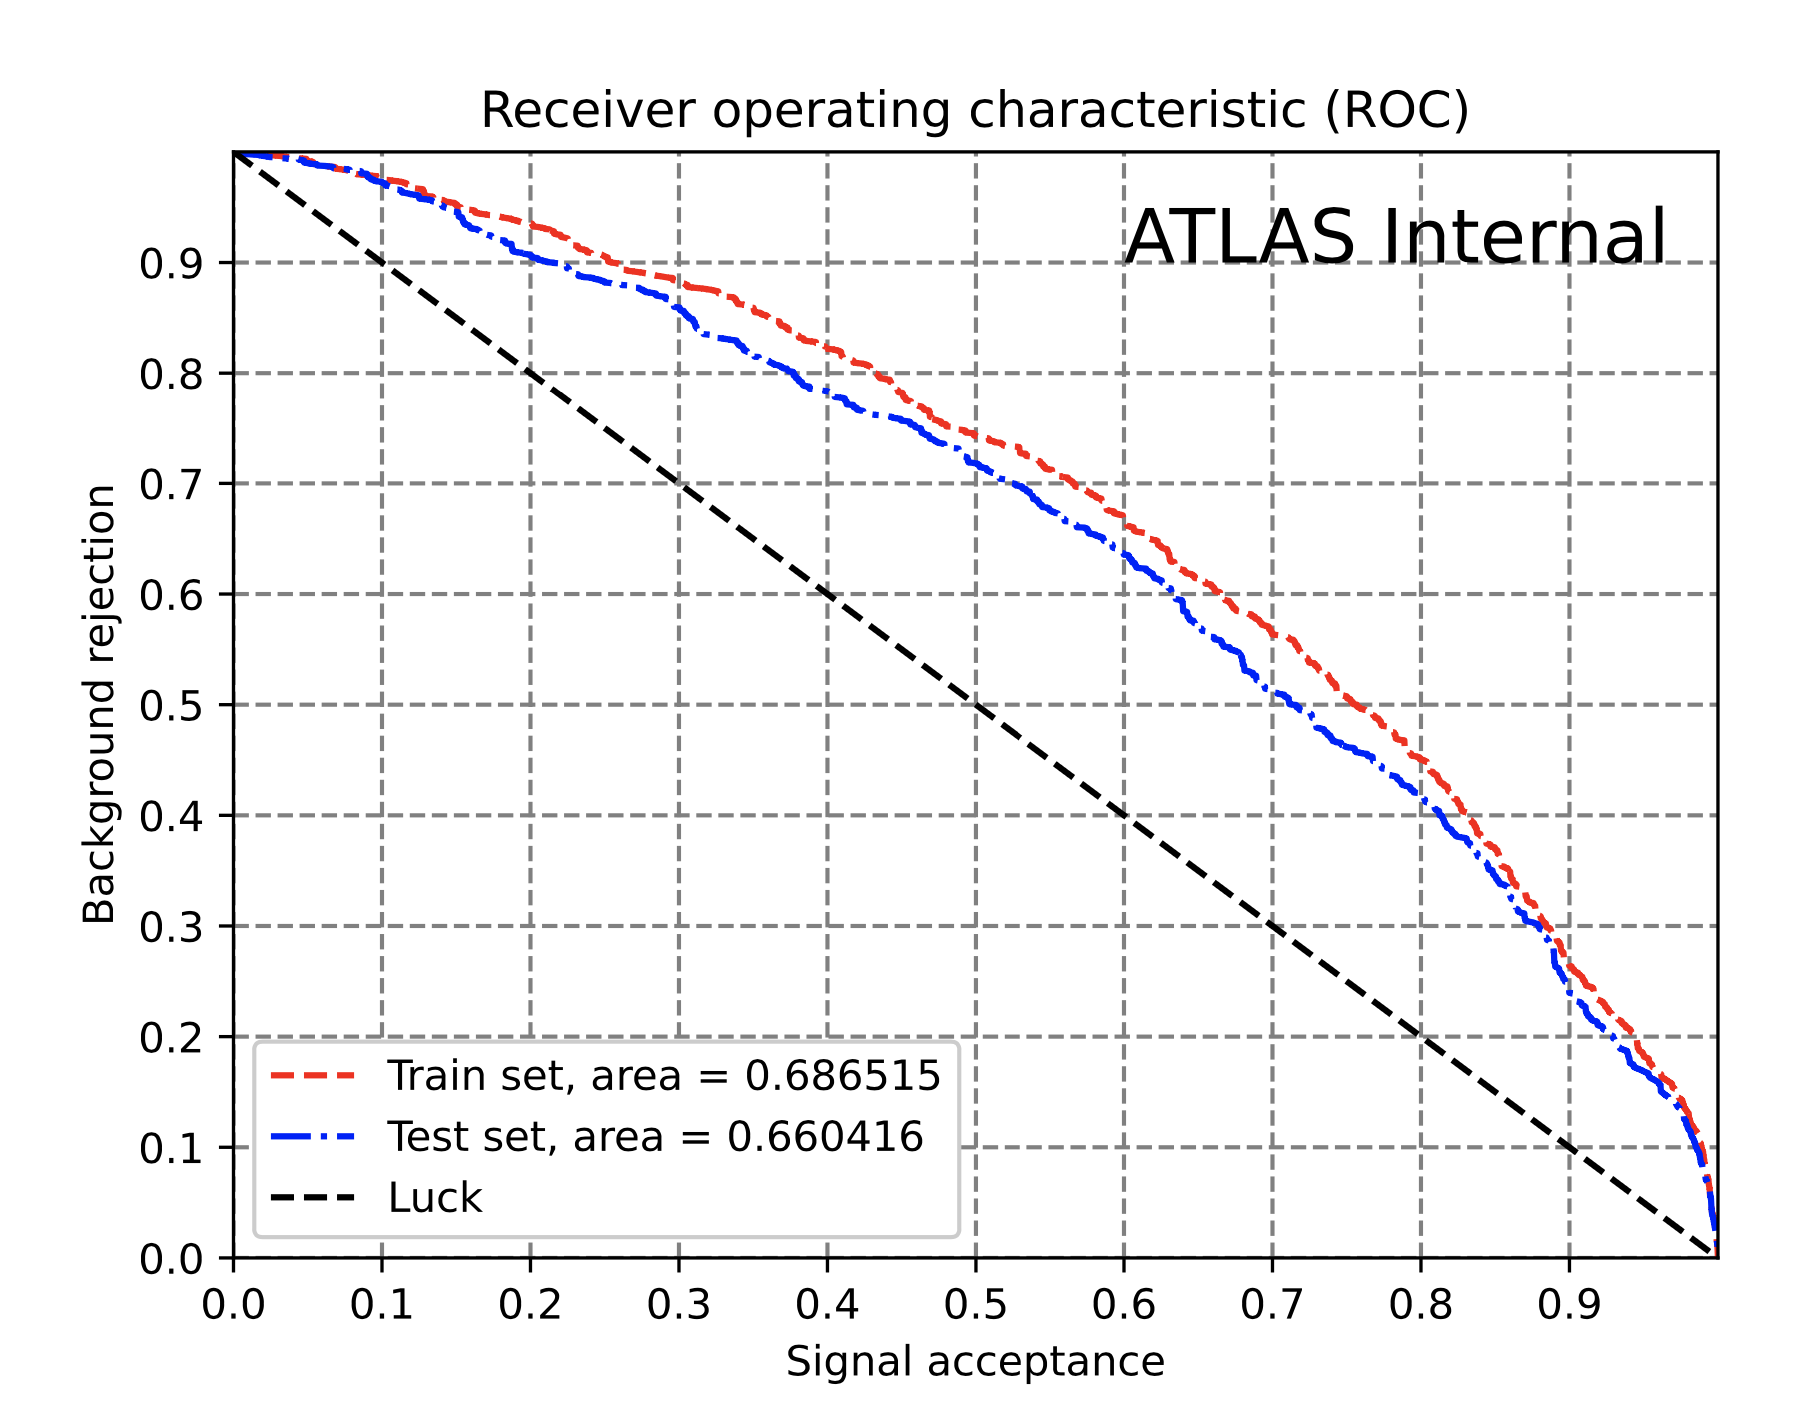 Receiver operating characteristic (ROC)
ATLAS Internal
Background rejection
0.9
0.8
0.7
0.6
0.5
0.4
0.3
0.2
0.1
0.0
Train set, area = 0.686515
Test set, area = 0.660416
Luck
0.0 0.1 0.2 0.3 0.4 0.5 0.6 0.7 0.8 0.9
Signal acceptance